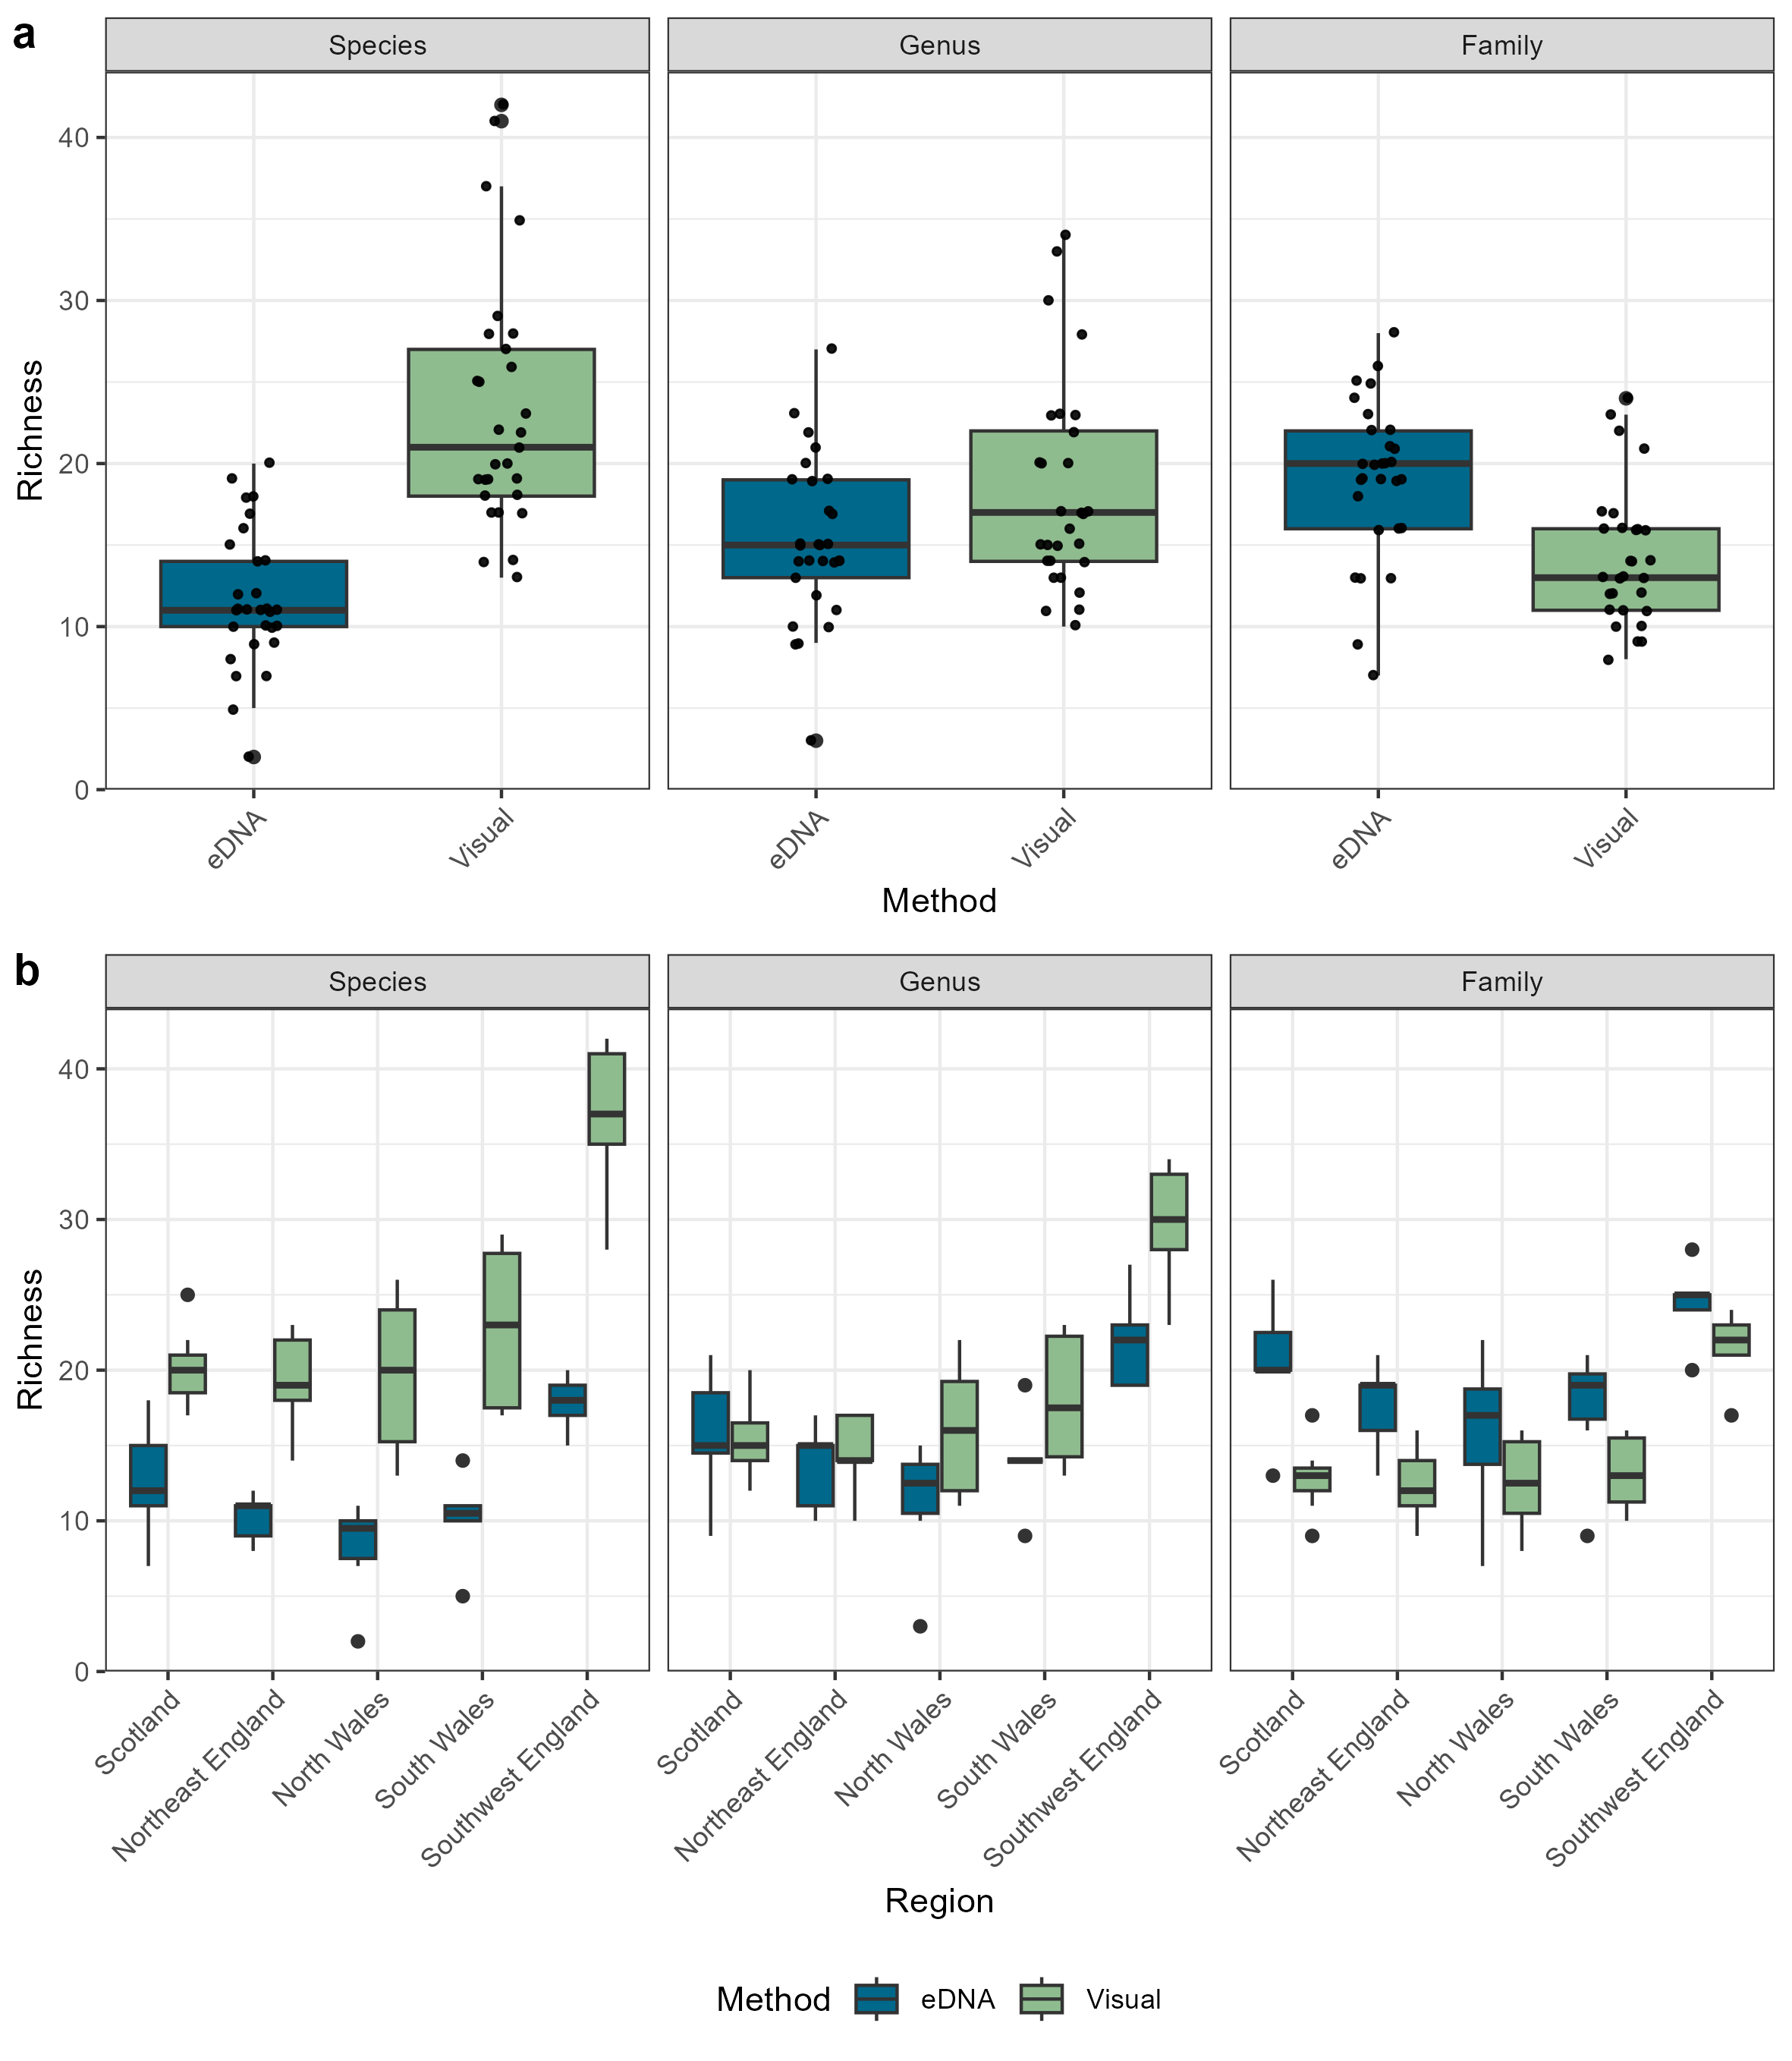 a
Species Genus Family
Richness
40
30
20
10
0
eDNA Visual eDNA Visual eDNA Visual
Method
b
Species Genus Family
Richness
40
30
20
10
0
Scotland Northeast England North Wales South Wales Southwest England Scotland Northeast England North Wales South Wales Southwest England Scotland Northeast England North Wales South Wales Southwest England
Region
Method eDNA Visual